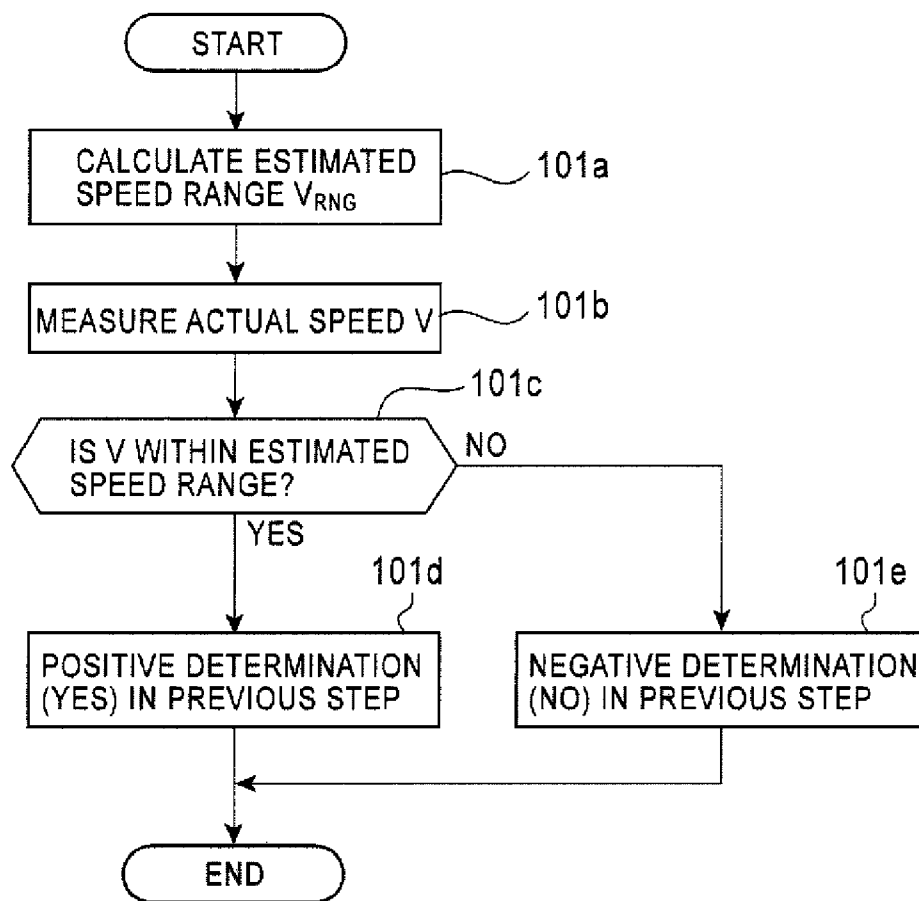 START
CALCULATE ESTIMATED
SPEED RANGE VRNG
101a
MEASURE ACTUAL SPEED V
101b
101c
IS V WITHIN ESTIMATED
SPEED RANGE?
NO
YES
101d
POSITIVE DETERMINATION
(YES) IN PREVIOUS STEP
101e
NEGATIVE DETERMINATION
(NO) IN PREVIOUS STEP
END